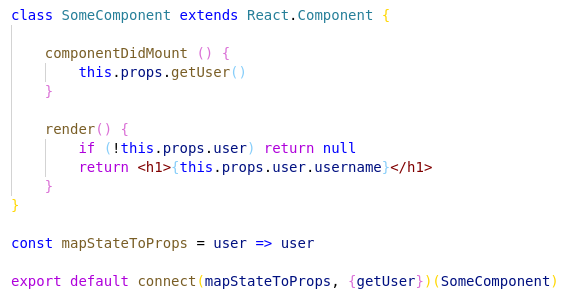 class SomeComponent extends React.Component {
componentDidMount () {
this.props.getUser()
}
render() {
if (!this.props.user) return null
return <h1>{this.props.user.username}</h1>
}
}
const mapStateToProps = user => user
export default connect(mapStateToProps, {getUser})(SomeComponent)